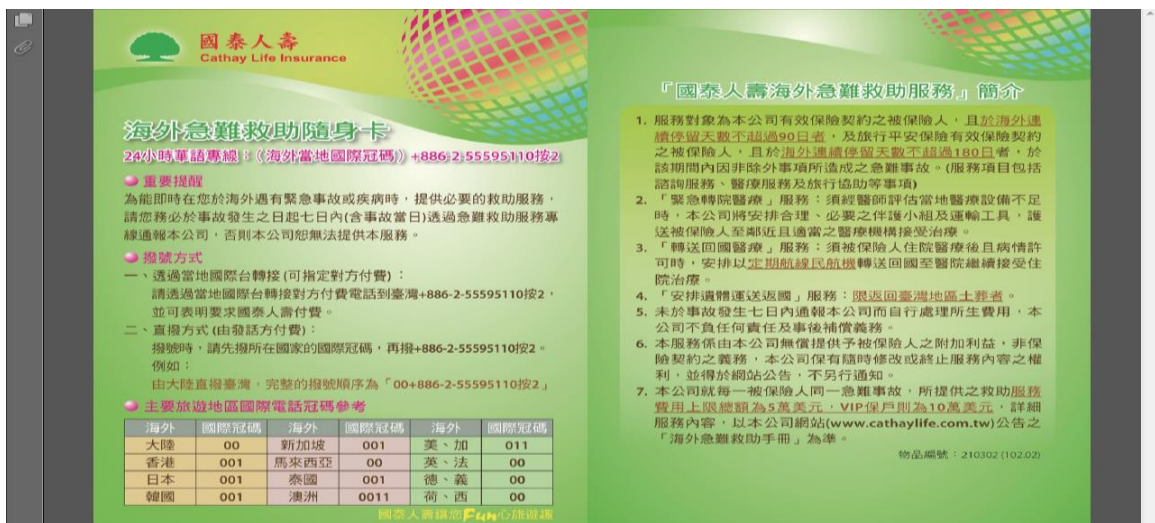 國泰人壽
Cathay Life Insurance
海外急難救助隨身卡
24小時華語專線：(《海外當地國際冠碼》) +886-2-55595110按2
重要提醒
為能即時在您於海外遇有緊急事故或疾病時，提供必要的救助服務，
請您務必於事故發生之日起七日內(含事故當日)透過急難救助服務專
線通報本公司，否則本公司恕無法提供本服務。
撥號方式
一、透過當地國際台轉接 (可指定對方付費)：
請透過當地國際台轉接對方付費電話到臺灣+886-2-55595110按2，
並可表明要求國泰人壽付費。
二、直撥方式 (由發話方付費)：
撥號時，請先撥所在國家的國際冠碼，再撥+886-2-55595110按2。
例如：
由大陸直撥臺灣，完整的撥號順序為「00+886-2-55595110按2」
主要旅遊地區國際電話冠碼參考
海外 國際冠碼 海外 國際冠碼 海外 國際冠碼
大陸 00 新加坡 001 美、加 011
香港 001 馬來西亞 00 英、法 00
日本 001 泰國 001 德、義 00
韓國 001 澳洲 0011 荷、西 00
國泰人壽讓您Fun心旅遊趣
「國泰人壽海外急難救助服務」簡介
1. 服務對象為本公司有效保險契約之被保險人，且於海外連
續停留天數不超過90日者，及旅行平安保險有效保險契約
之被保險人，且於海外連續停留天數不超過180日者，於
該期間內因非除外事項所造成之急難事故。(服務項目包括
諮詢服務、醫療服務及旅行協助等事項)
2. 「緊急轉院醫療」服務：須經醫師評估當地醫療設備不足
時，本公司將安排合理、必要之伴護小組及運輸工具，護
送被保險人至鄰近且適當之醫療機構接受治療。
3. 「轉送回國醫療」服務：須被保險人住院醫療後且病情許
可時，安排以定期航線民航機轉送回國至醫院繼續接受住
院治療。
4. 「安排遺體運送返國」服務：限返回臺灣地區土葬者。
5. 未於事故發生七日內通報本公司而自行處理所生費用，本
公司不負任何責任及事後補償義務。
6. 本服務係由本公司無償提供予被保險人之附加利益，非保
險契約之義務，本公司保有隨時修改或終止服務內容之權
利，並得於網站公告，不另行通知。
7. 本公司就每一被保險人同一急難事故，所提供之救助服務
費用上限總額為5萬美元，VIP保戶則為10萬美元，詳細
服務內容，以本公司網站(www.cathaylife.com.tw)公告之
「海外急難救助手冊」為準。
物品編號：210302 (102.02)